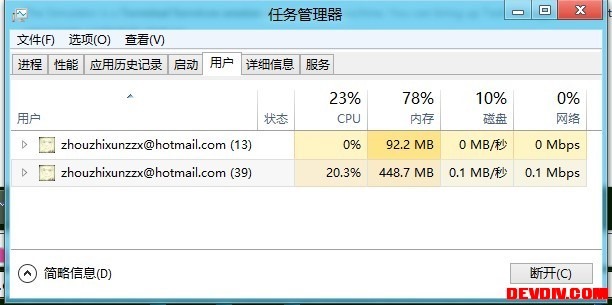 任务管理器
文件(F) 选项(O) 查看(V)
进程 性能 应用历史记录 启动 用户 详细信息 服务
23% 78% 10% 0%
用户 状态 CPU 内存 磁盘 网络
zhouzhixunzzx@hotmail.com (13) 0% 92.2 MB 0 MB/秒 0 Mbps
zhouzhixunzzx@hotmail.com (39) 20.3% 448.7 MB 0.1 MB/秒 0.1 Mbps
简略信息(D) 断开(C)
DEVDIV.COM